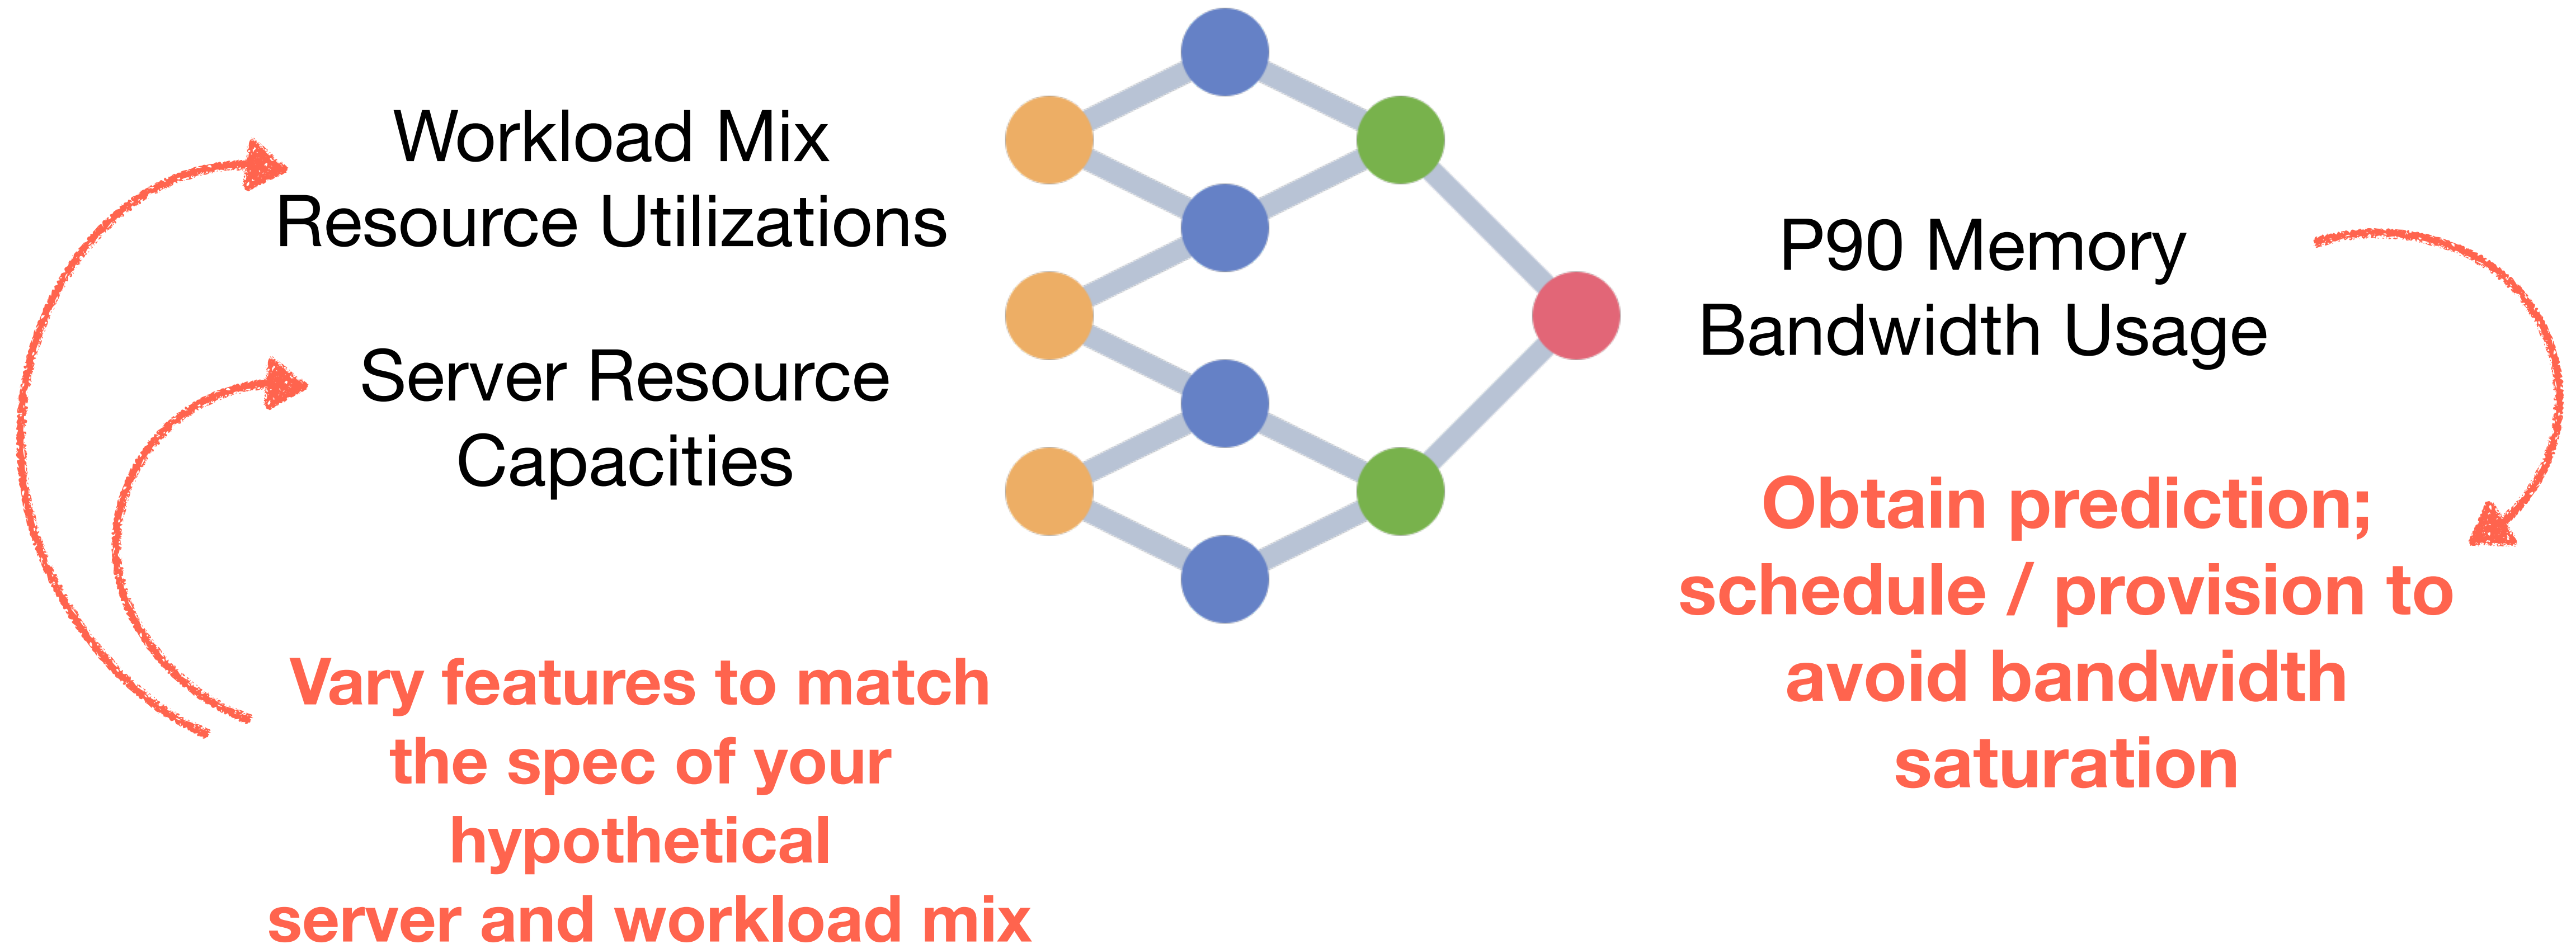 Workload Mix
Resource Utilizations
Server Resource
Capacities
Vary features to match
the spec of your
hypothetical
server and workload mix
P90 Memory
Bandwidth Usage
Obtain prediction;
schedule / provision to
avoid bandwidth
saturation